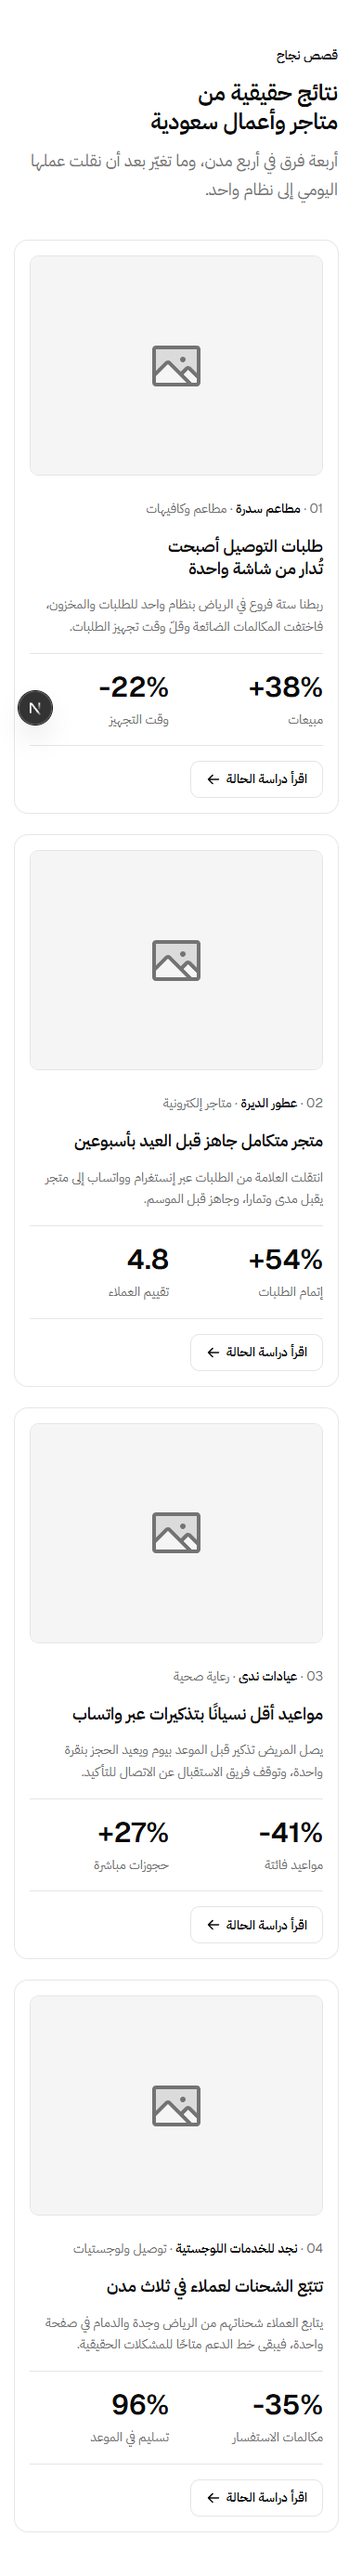 قصص نجاح
نتائج حقيقية من
متاجر وأعمال سعودية
أربعة فرق في أربع مدن، وما تغيّر بعد أن نقلت عملها
اليومي إلى نظام واحد.
01 · مطاعم سدرة · مطاعم وكافيهات
طلبات التوصيل أصبحت
تُدار من شاشة واحدة
ربطنا ستة فروع في الرياض بنظام واحد للطلبات والمخزون،
فاختفت المكالمات الضائعة وقلّ وقت تجهيز الطلبات.
+38% -22%
مبيعات وقت التجهيز
N
اقرأ دراسة الحالة ←
02 · عطور الديرة · متاجر إلكترونية
متجر متكامل جاهز قبل العيد بأسبوعين
انتقلت العلامة من الطلبات عبر إنستغرام وواتساب إلى متجر
يقبل مدى وتمارا، وجاهز قبل الموسم.
+54% 4.8
إتمام الطلبات تقييم العملاء
اقرأ دراسة الحالة ←
03 · عيادات ندى · رعاية صحية
مواعيد أقل نسيانًا بتذكيرات عبر واتساب
يصل المريض تذكير قبل الموعد بيوم ويعيد الحجز بنقرة
واحدة، وتوقف فريق الاستقبال عن الاتصال للتأكيد.
-41% +27%
مواعيد فائتة حجوزات مباشرة
اقرأ دراسة الحالة ←
04 · نجد للخدمات اللوجستية · توصيل ولوجستيات
تتبّع الشحنات لعملاء في ثلاث مدن
يتابع العملاء شحناتهم من الرياض وجدة والدمام في صفحة
واحدة، فيبقى خط الدعم متاحًا للمشكلات الحقيقية.
-35% 96%
مكالمات الاستفسار تسليم في الموعد
اقرأ دراسة الحالة ←